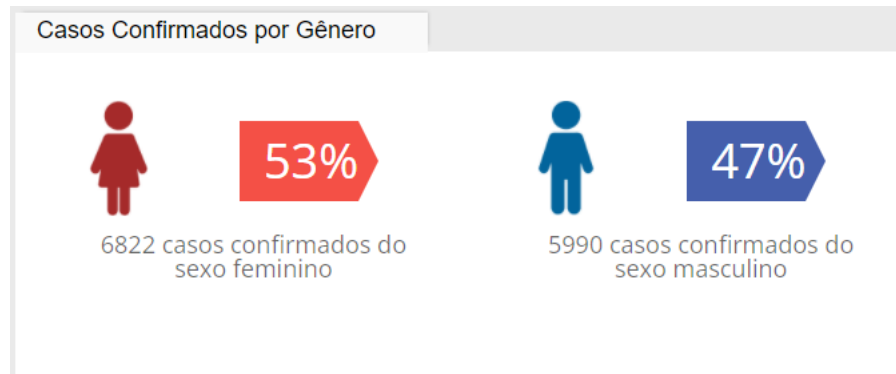 Casos Confirmados por Gênero
53%
6822 casos confirmados do
sexo feminino
47%
5990 casos confirmados do
sexo masculino